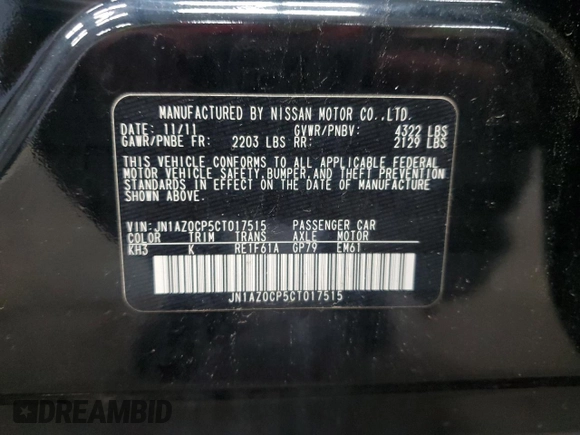 MANUFACTURED BY NISSAN MOTOR CO.,LTD.
DATE: 11/11 GVWR/PNBV: 4322 LBS
GAWR/PNBE FR: 2203 LBS RR: 2129 LBS
THIS VEHICLE CONFORMS TO ALL APPLICABLE FEDERAL
MOTOR VEHICLE SAFETY, BUMPER, AND THEFT PREVENTION
STANDARDS IN EFFECT ON THE DATE OF MANUFACTURE
SHOWN ABOVE.
VIN: JN1AZ0CP5CT017515 PASSENGER CAR
COLOR TRIM TRANS AXLE MOTOR
KH3 K RE1F61A GP79 EM61
JN1AZ0CP5CT017515
DREAMBID